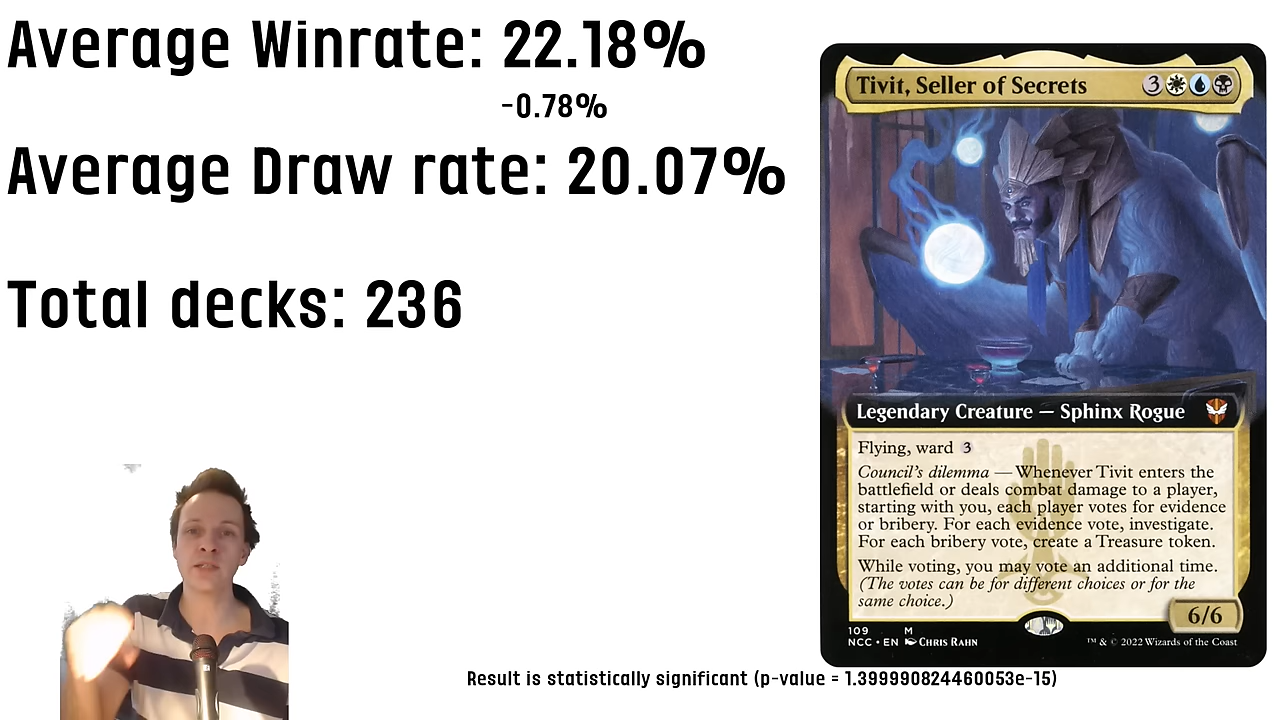 Average Winrate: 22.18%
-0.78%
Average Draw rate: 20.07%
Total decks: 236
Tivit, Seller of Secrets
3
Legendary Creature — Sphinx Rogue
Flying, ward 3
Council's dilemma — Whenever Tivit enters the
battlefield or deals combat damage to a player,
starting with you, each player votes for evidence
or bribery. For each evidence vote, investigate.
For each bribery vote, create a Treasure token.
While voting, you may vote an additional time.
(The votes can be for different choices or for the
same choice.)
6/6
109 M
NCC • EN Chris Rahn
™ & © 2022 Wizards of the Coast
Result is statistically significant (p-value = 1.399990824460053e-15)